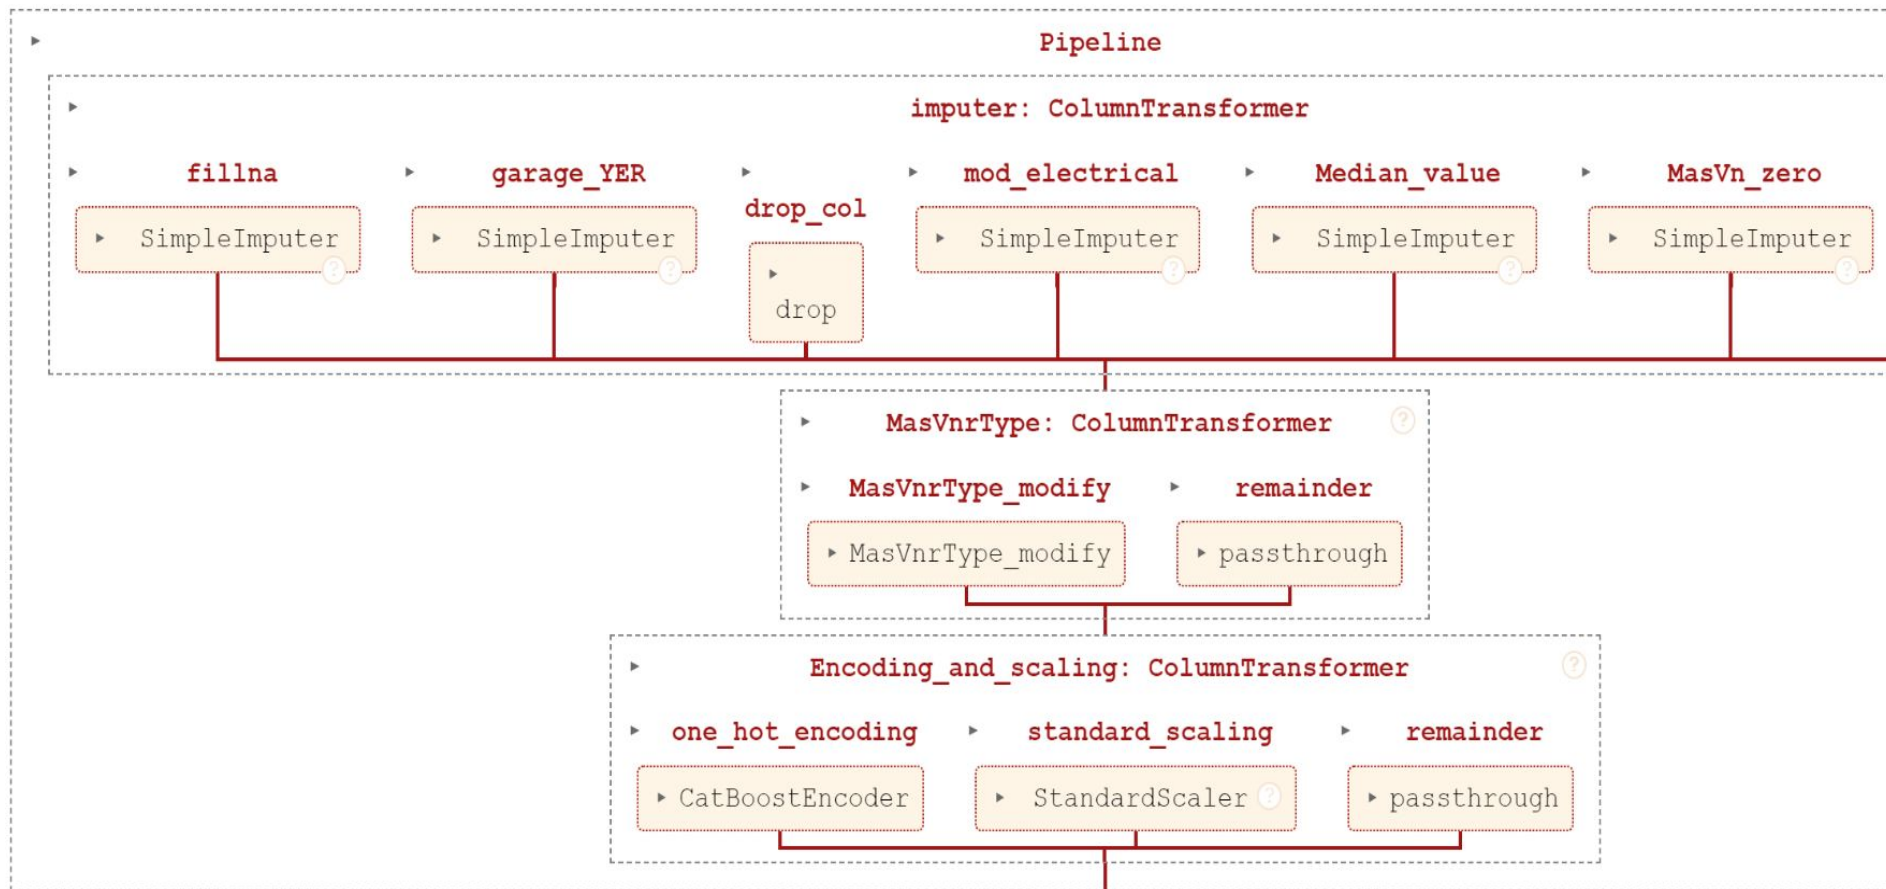 Pipeline
imputer: ColumnTransformer
fillna garage_YER drop_col mod_electrical Median_value MasVn_zero
SimpleImputer SimpleImputer drop SimpleImputer SimpleImputer SimpleImputer
? ? ? ? ?
MasVnrType: ColumnTransformer ?
MasVnrType_modify remainder
MasVnrType_modify passthrough
Encoding_and_scaling: ColumnTransformer ?
one_hot_encoding standard_scaling remainder
CatBoostEncoder StandardScaler ? passthrough